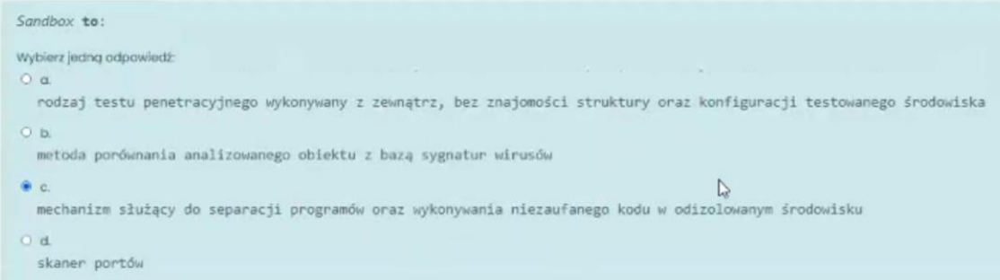 Sandbox to:
Wybierz jedną odpowiedź:
a.
rodzaj testu penetracyjnego wykonywany z zewnątrz, bez znajomości struktury oraz konfiguracji testowanego środowiska
b.
metoda porównania analizowanego obiektu z bazą sygnatur wirusów
c.
mechanizm służący do separacji programów oraz wykonywania niezaufanego kodu w odizolowanym środowisku
d.
skaner portów